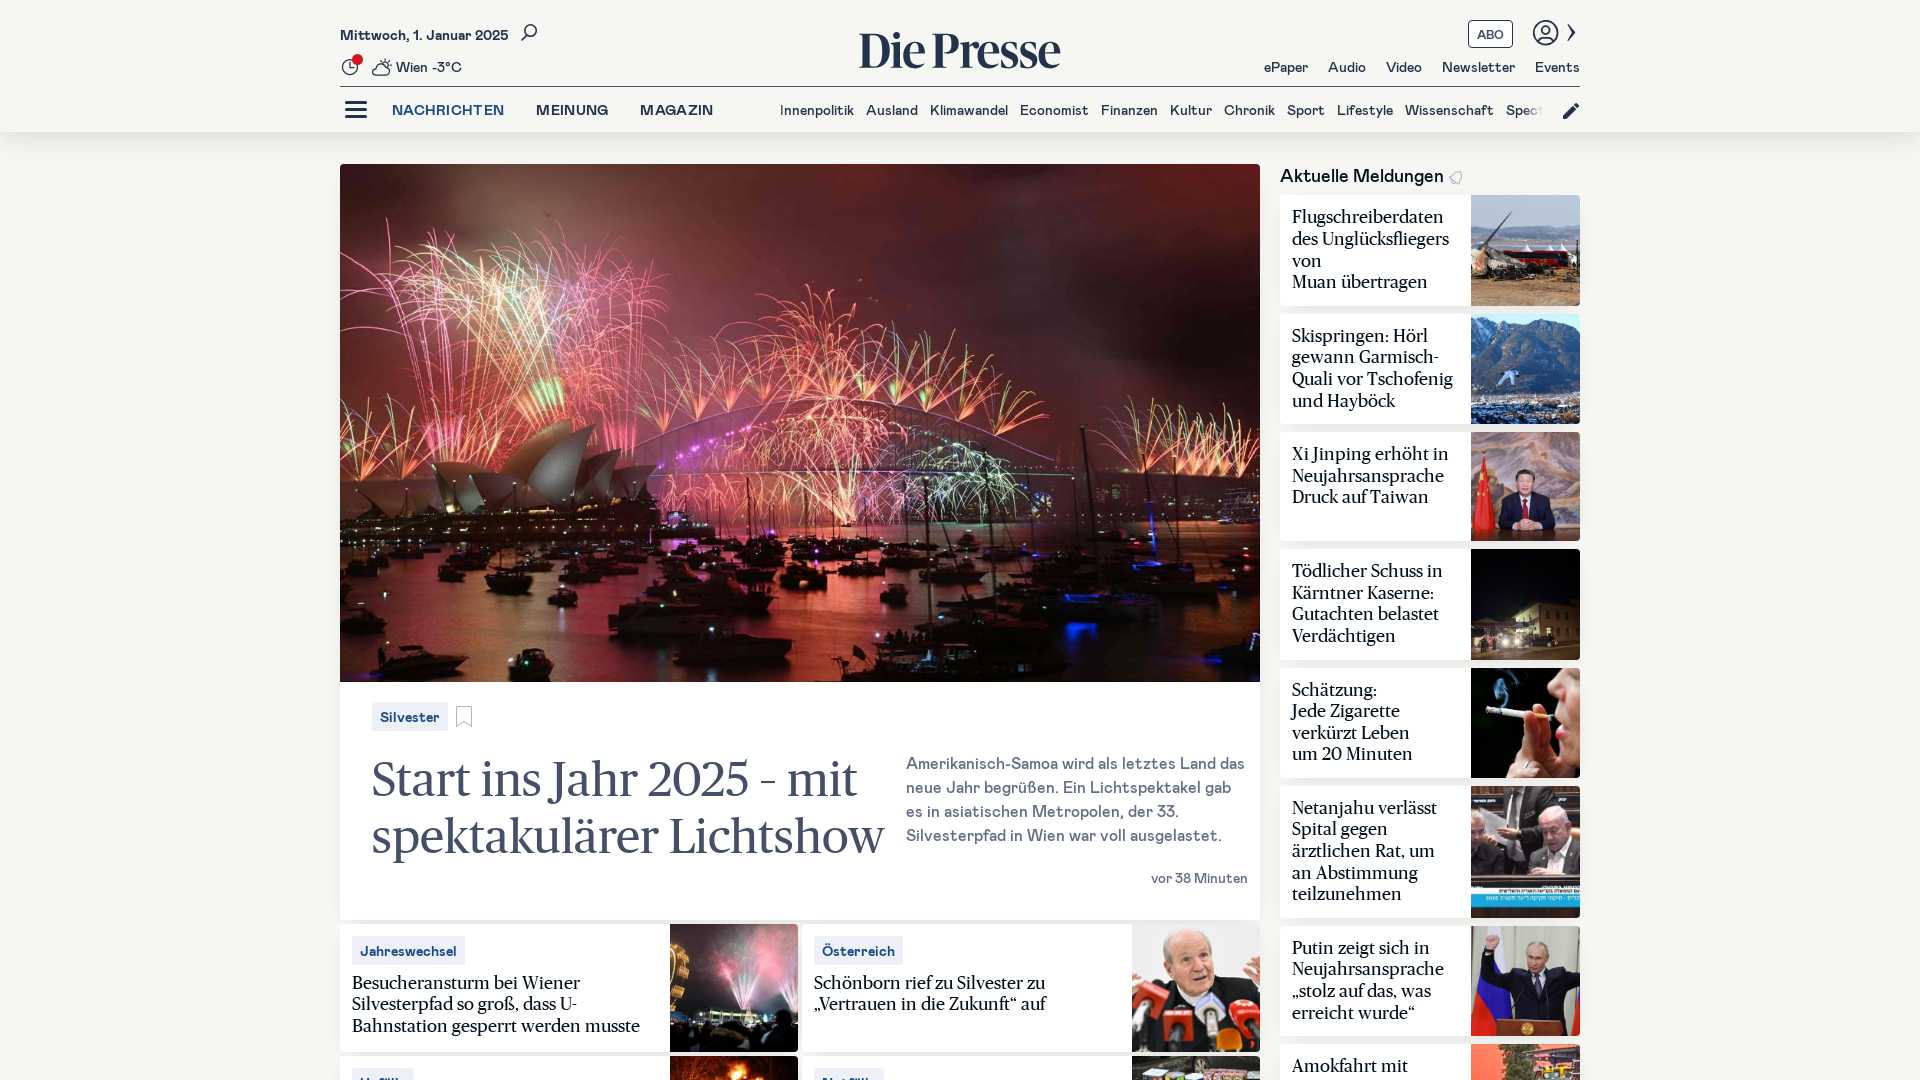 Mittwoch, 1. Januar 2025
Wien -3°C
Die Presse
ABO
ePaper Audio Video Newsletter Events
NACHRICHTEN MEINUNG MAGAZIN
Innenpolitik Ausland Klimawandel Economist Finanzen Kultur Chronik Sport Lifestyle Wissenschaft Spect
Silvester
Start ins Jahr 2025 – mit
spektakulärer Lichtshow
Amerikanisch-Samoa wird als letztes Land das
neue Jahr begrüßen. Ein Lichtspektakel gab
es in asiatischen Metropolen, der 33.
Silvesterpfad in Wien war voll ausgelastet.
vor 38 Minuten
Jahreswechsel
Besucheransturm bei Wiener
Silvesterpfad so groß, dass U-
Bahnstation gesperrt werden musste
Österreich
Schönborn rief zu Silvester zu
„Vertrauen in die Zukunft“ auf
Aktuelle Meldungen
Flugschreiberdaten
des Unglücksfliegers
von
Muan übertragen
Skispringen: Hörl
gewann Garmisch-
Quali vor Tschofenig
und Hayböck
Xi Jinping erhöht in
Neujahrsansprache
Druck auf Taiwan
Tödlicher Schuss in
Kärntner Kaserne:
Gutachten belastet
Verdächtigen
Schätzung:
Jede Zigarette
verkürzt Leben
um 20 Minuten
Netanjahu verlässt
Spital gegen
ärztlichen Rat, um
an Abstimmung
teilzunehmen
Putin zeigt sich in
Neujahrsansprache
„stolz auf das, was
erreicht wurde“
Amokfahrt mit